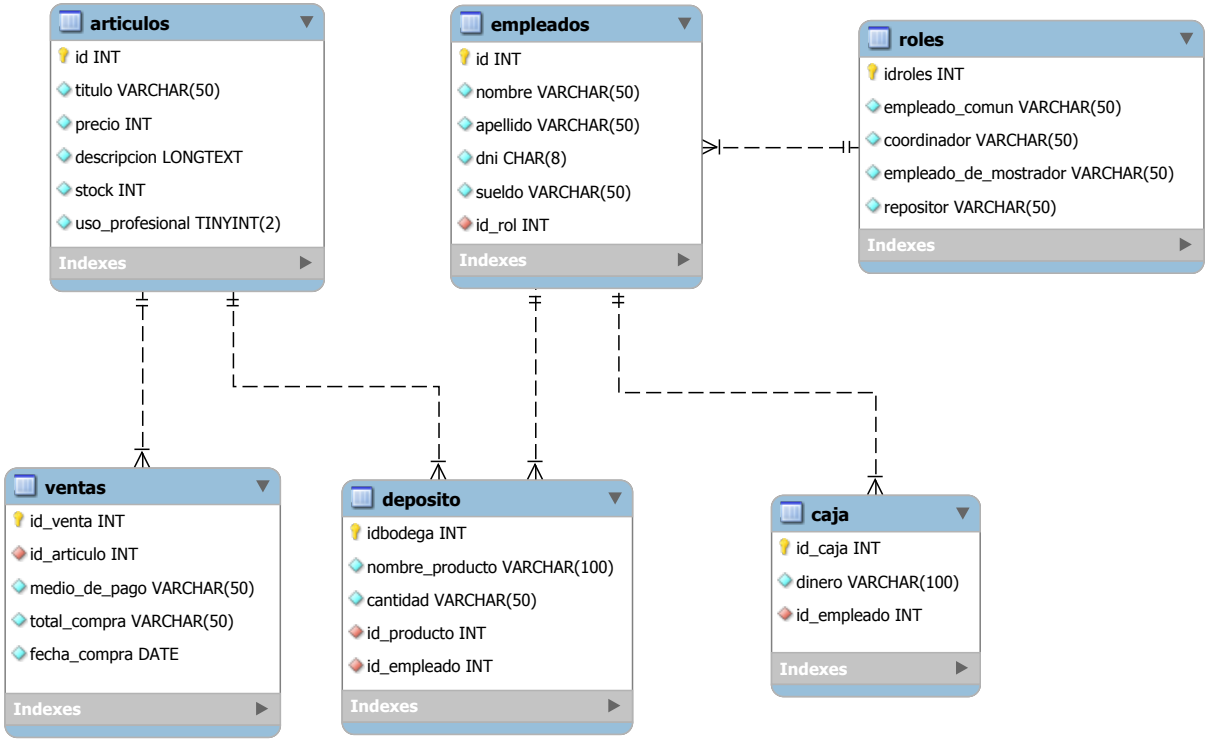 articulos
id INT
titulo VARCHAR(50)
precio INT
descripcion LONGTEXT
stock INT
uso_profesional TINYINT(2)
Indexes
empleados
id INT
nombre VARCHAR(50)
apellido VARCHAR(50)
dni CHAR(8)
sueldo VARCHAR(50)
id_rol INT
Indexes
roles
idroles INT
empleado_comun VARCHAR(50)
coordinador VARCHAR(50)
empleado_de_mostrador VARCHAR(50)
repositor VARCHAR(50)
Indexes
ventas
id_venta INT
id_articulo INT
medio_de_pago VARCHAR(50)
total_compra VARCHAR(50)
fecha_compra DATE
Indexes
deposito
idbodega INT
nombre_producto VARCHAR(100)
cantidad VARCHAR(50)
id_producto INT
id_empleado INT
Indexes
caja
id_caja INT
dinero VARCHAR(100)
id_empleado INT
Indexes